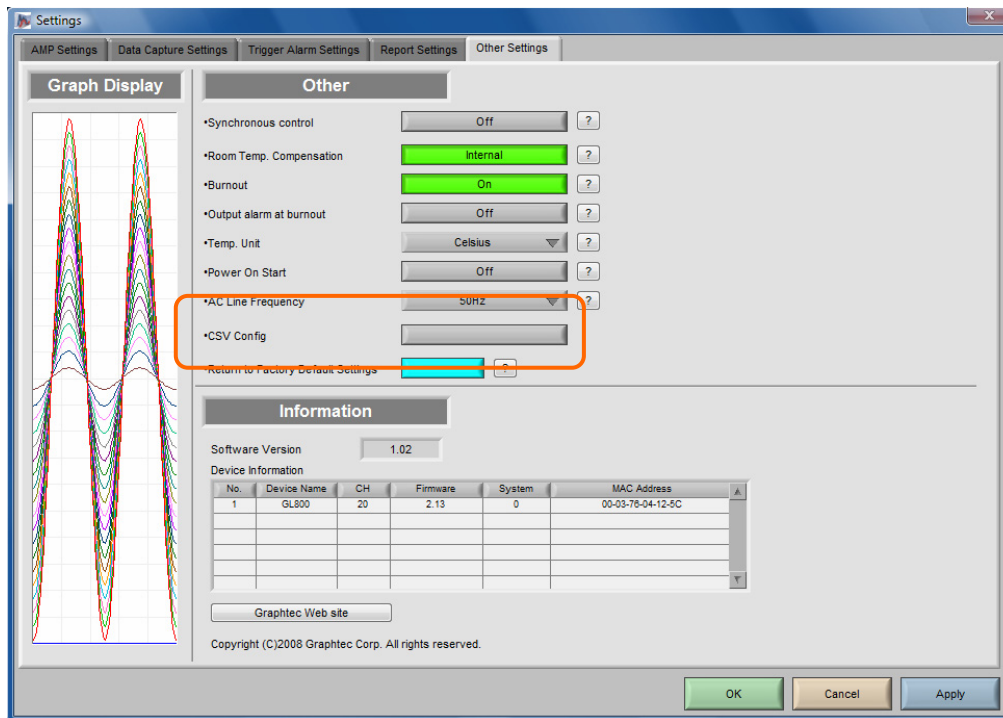 Settings
X
AMP Settings Data Capture Settings Trigger Alarm Settings Report Settings Other Settings
Graph Display
Other
•Synchronous control Off ?
•Room Temp. Compensation Internal ?
•Burnout On ?
•Output alarm at burnout Off ?
•Temp. Unit Celsius ?
•Power On Start Off ?
•AC Line Frequency 50Hz ?
•CSV Config
•Return to Factory Default Settings ?
Information
Software Version 1.02
Device Information
No. Device Name CH Firmware System MAC Address
1 GL800 20 2.13 0 00-03-76-04-12-5C
Graphtec Web site
Copyright (C)2008 Graphtec Corp. All rights reserved.
OK Cancel Apply